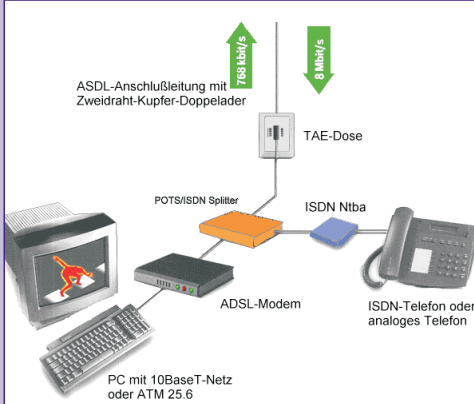 768 kbit/s
8 Mbit/s
ASDL-Anschlußleitung mit
Zweidraht-Kupfer-Doppelader
TAE-Dose
POTS/ISDN Splitter
ISDN Ntba
ADSL-Modem
ISDN-Telefon oder
analoges Telefon
PC mit 10BaseT-Netz
oder ATM 25.6